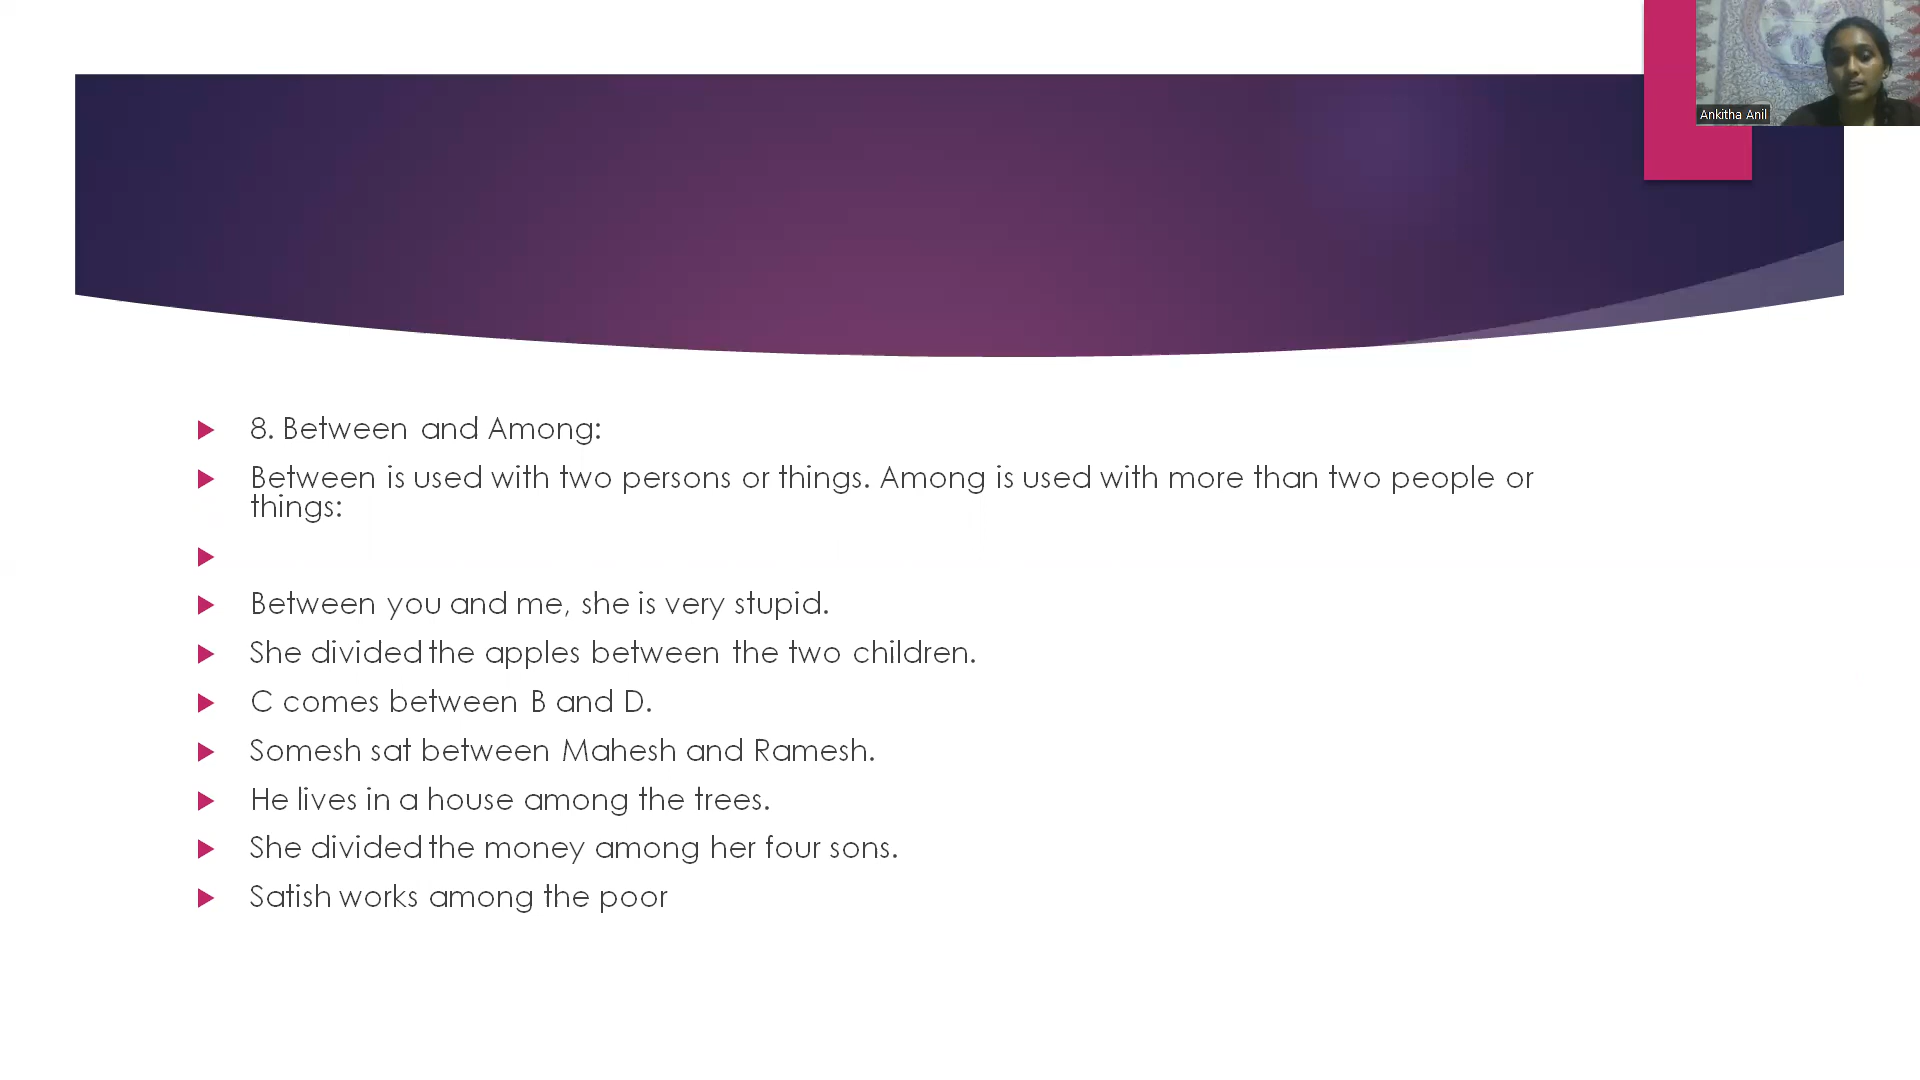 Ankitha Anil
8. Between and Among:
Between is used with two persons or things. Among is used with more than two people or
things:
Between you and me, she is very stupid.
She divided the apples between the two children.
C comes between B and D.
Somesh sat between Mahesh and Ramesh.
He lives in a house among the trees.
She divided the money among her four sons.
Satish works among the poor